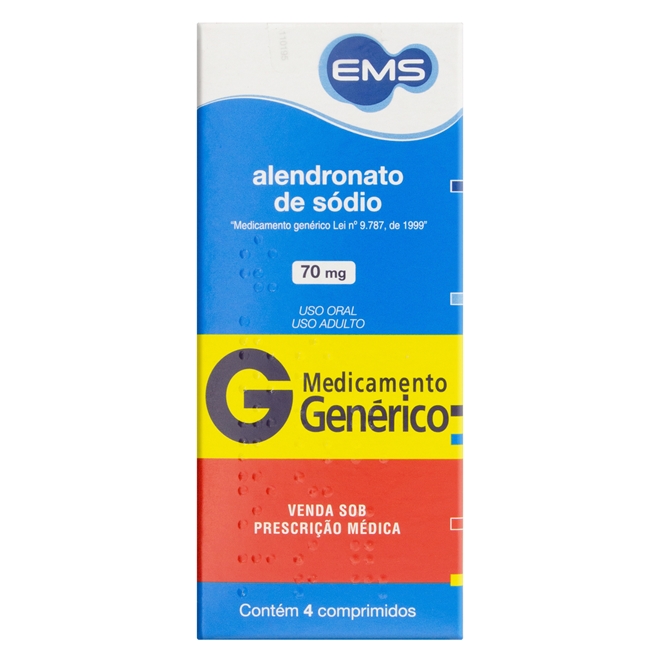 EMS
alendronato
de sódio
"Medicamento genérico Lei nº 9.787, de 1999"
70 mg
USO ORAL
USO ADULTO
G
Medicamento
Genérico
VENDA SOB
PRESCRIÇÃO MÉDICA
Contém 4 comprimidos